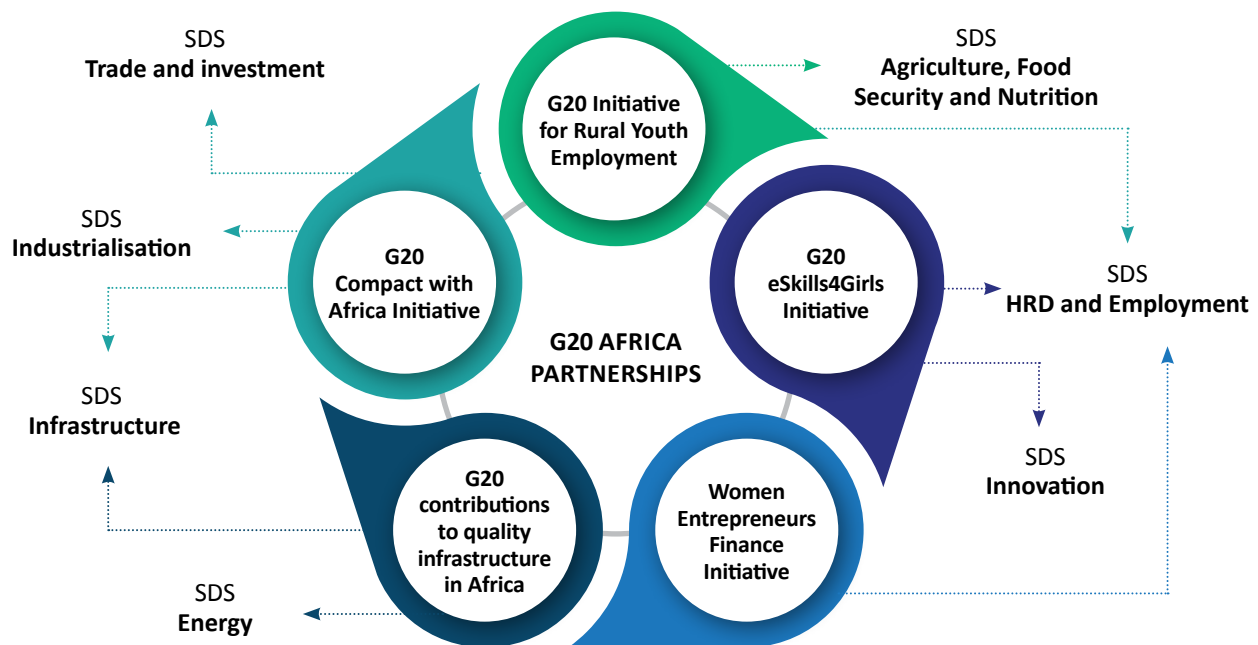 SDS
Trade and investment
G20 Initiative
for Rural Youth
Employment
SDS
Agriculture, Food
Security and Nutrition
SDS
Industrialisation
G20
Compact with
Africa Initiative
G20
eSkills4Girls
Initiative
SDS
HRD and Employment
G20 AFRICA
PARTNERSHIPS
SDS
Infrastructure
G20
contributions
to quality
infrastructure
in Africa
Women
Entrepreneurs
Finance
Initiative
SDS
Innovation
SDS
Energy